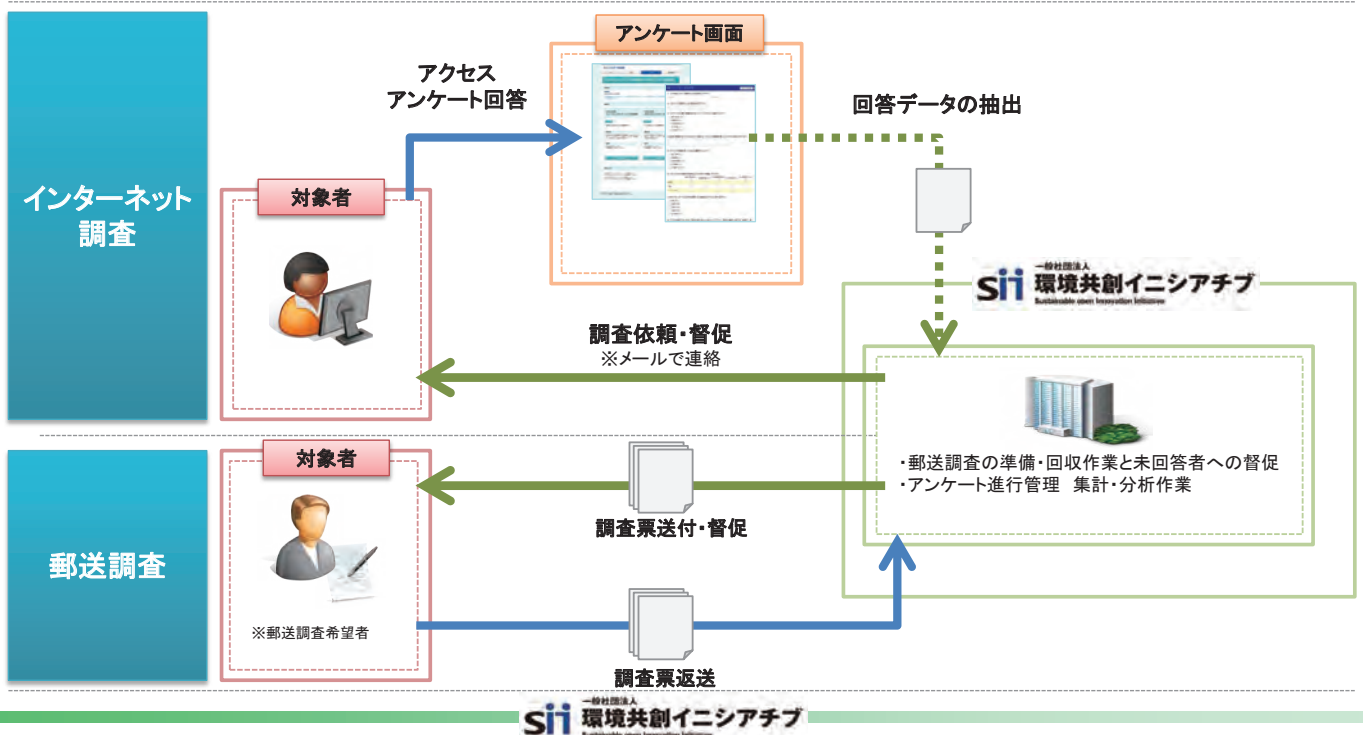 アンケート画面
アクセス
アンケート回答
回答データの抽出
インターネット
調査
対象者
sii 一般社団法人
環境共創イニシアチブ
Sustainable open Innovation Initiative
調査依頼・督促
※メールで連絡
・郵送調査の準備・回収作業と未回答者への督促
・アンケート進行管理　集計・分析作業
郵送調査
対象者
※郵送調査希望者
調査票送付・督促
調査票返送
sii 一般社団法人
環境共創イニシアチブ
Sustainable open Innovation Initiative